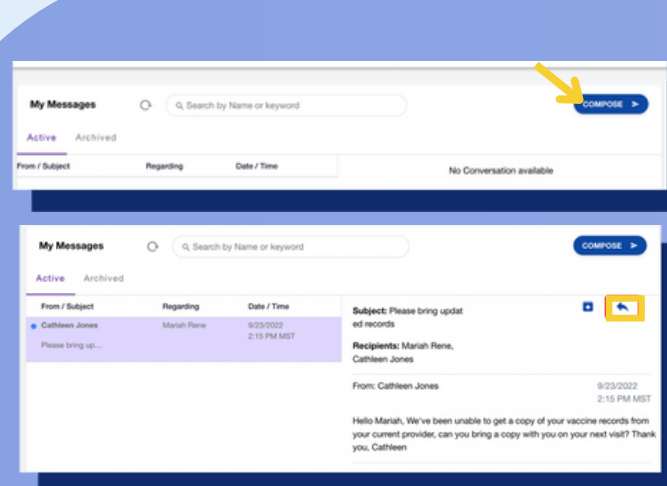 My Messages
Search by Name or keyword
COMPOSE
Active Archived
From / Subject Regarding Date / Time
No Conversation available
My Messages
Search by Name or keyword
COMPOSE
Active Archived
From / Subject Regarding Date / Time
Cathleen Jones Mariah Rene 9/23/2022
2:15 PM MST
Please bring up...
Subject: Please bring updat
ed records
Recipients: Mariah Rene,
Cathleen Jones
From: Cathleen Jones 9/23/2022
2:15 PM MST
Hello Mariah, We've been unable to get a copy of your vaccine records from
your current provider, can you bring a copy with you on your next visit? Thank
you, Cathleen